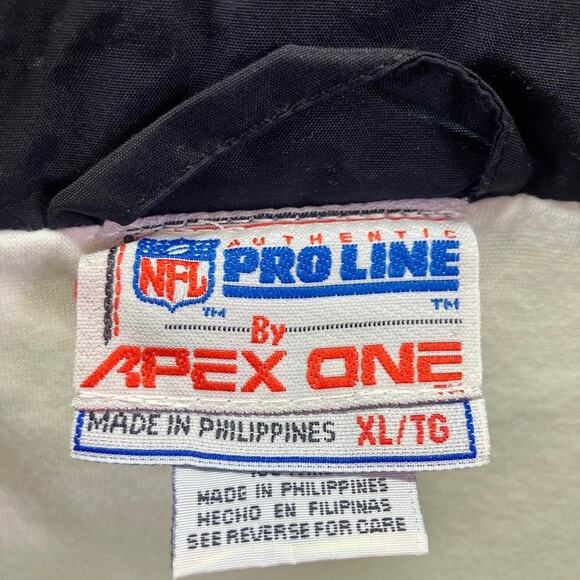 AUTHENTIC
NFL PRO LINE
TM TM
By
APEX ONE
MADE IN PHILIPPINES XL/TG
MADE IN PHILIPPINES
HECHO EN FILIPINAS
SEE REVERSE FOR CARE